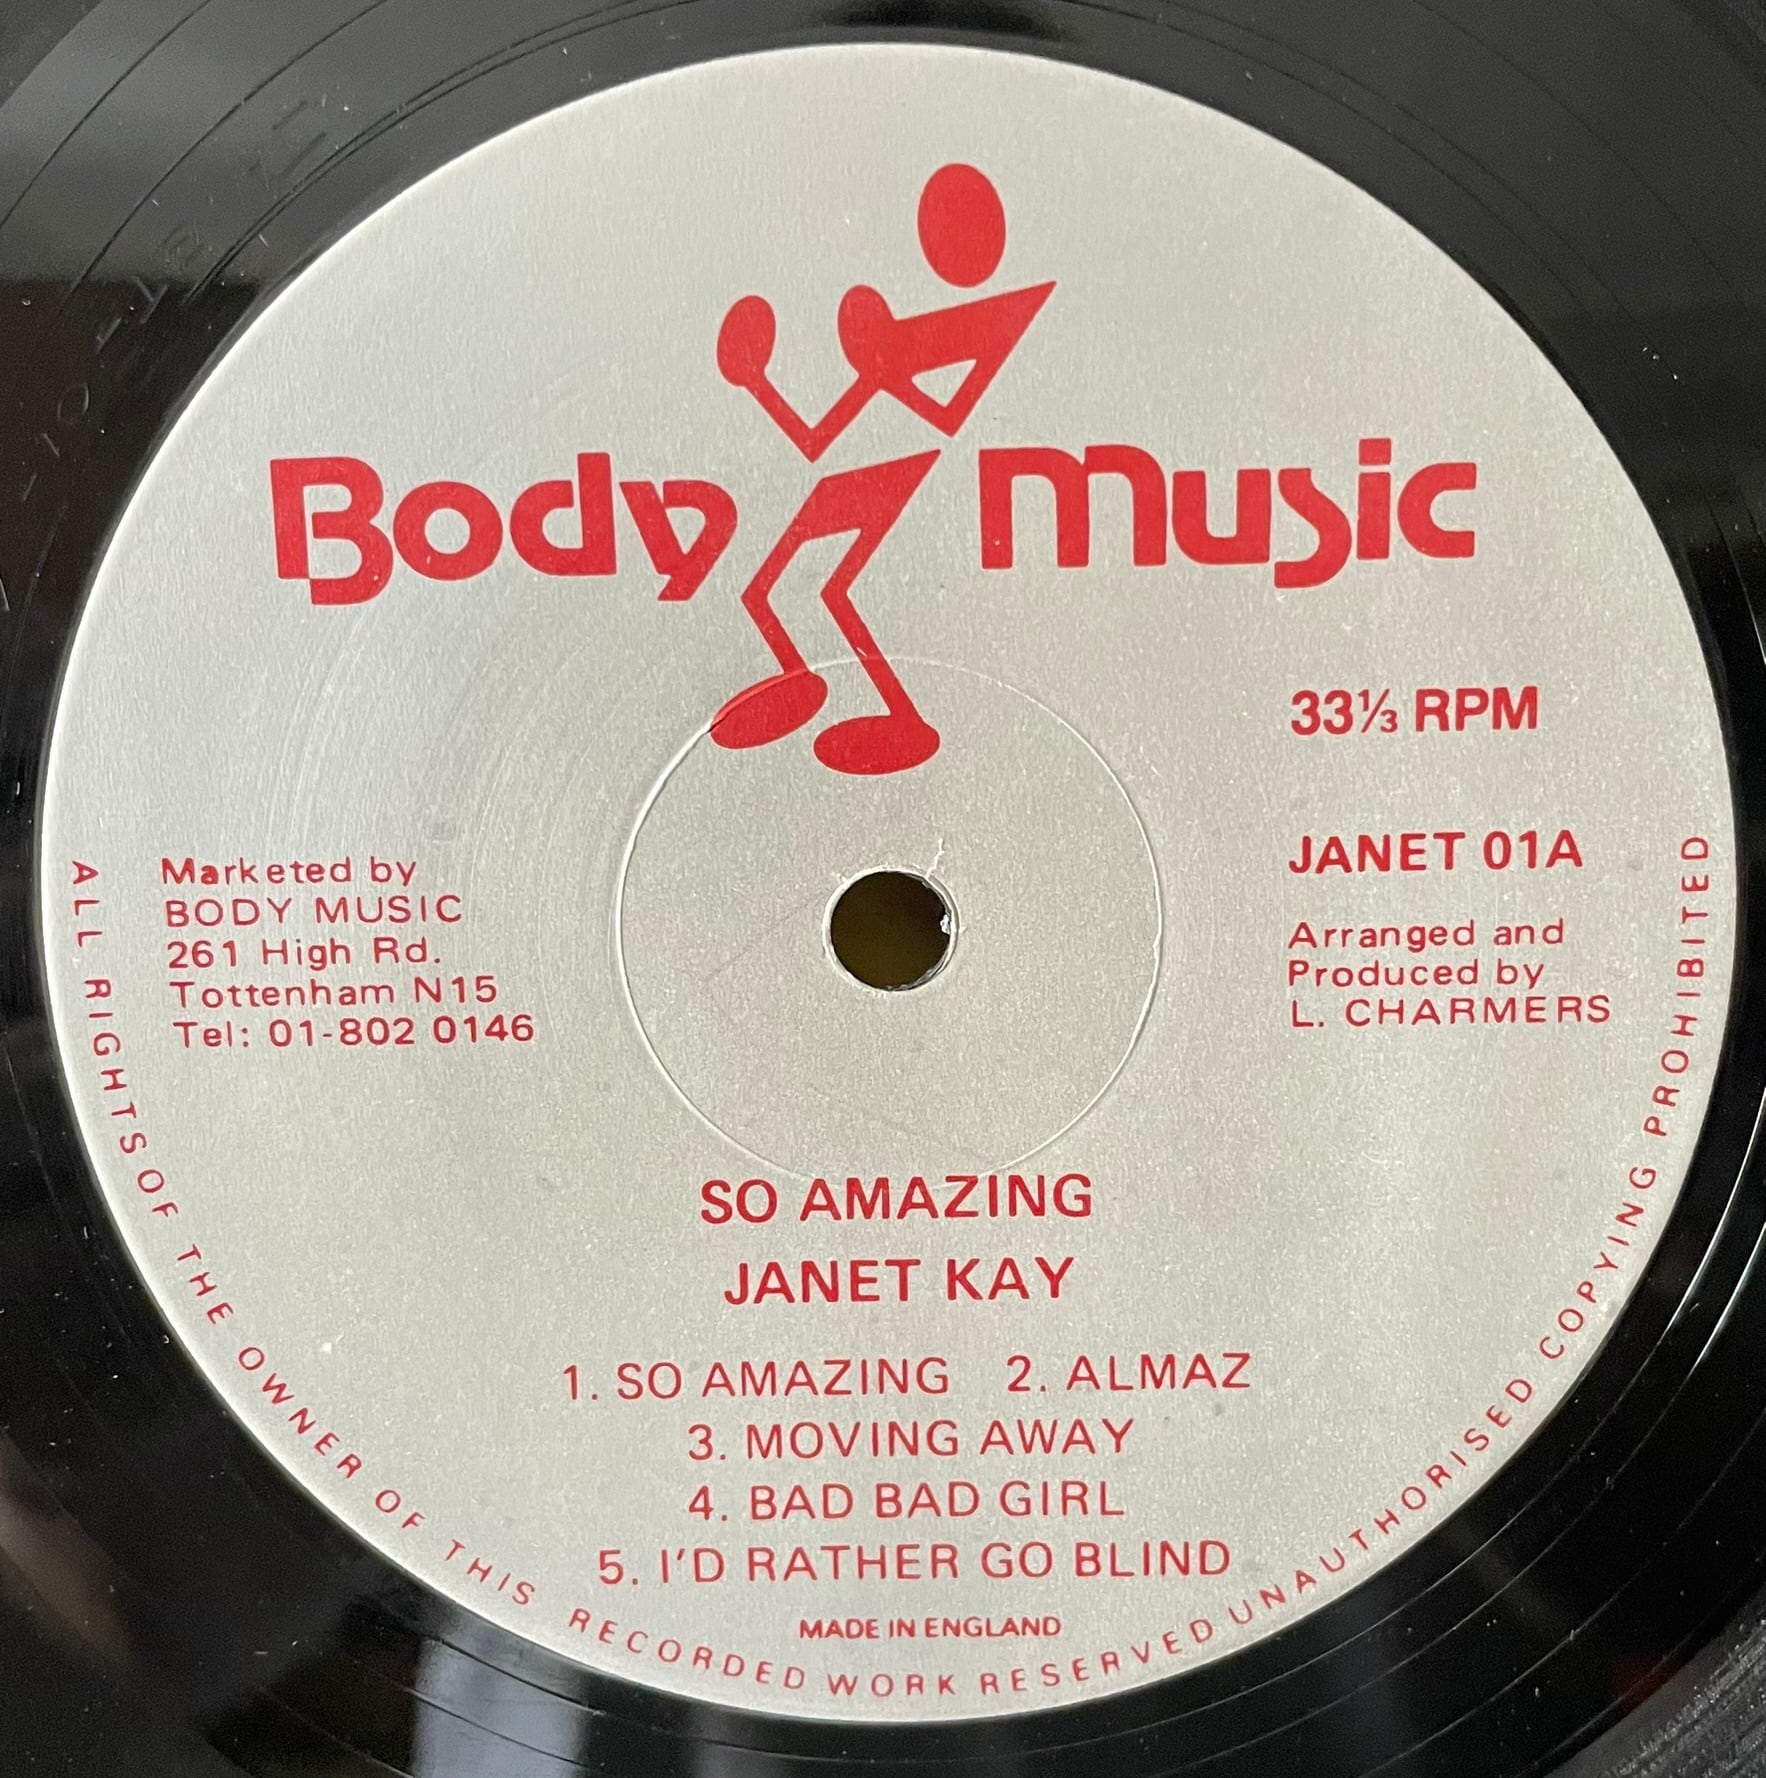 Body Music
33⅓ RPM
JANET 01A
Marketed by
BODY MUSIC
261 High Rd.
Tottenham N15
Tel: 01-802 0146
Arranged and
Produced by
L. CHARMERS
SO AMAZING
JANET KAY
1. SO AMAZING 2. ALMAZ
3. MOVING AWAY
4. BAD BAD GIRL
5. I'D RATHER GO BLIND
MADE IN ENGLAND
ALL RIGHTS OF THE OWNER OF THIS RECORDED WORK RESERVED UNAUTHORISED COPYING PROHIBITED